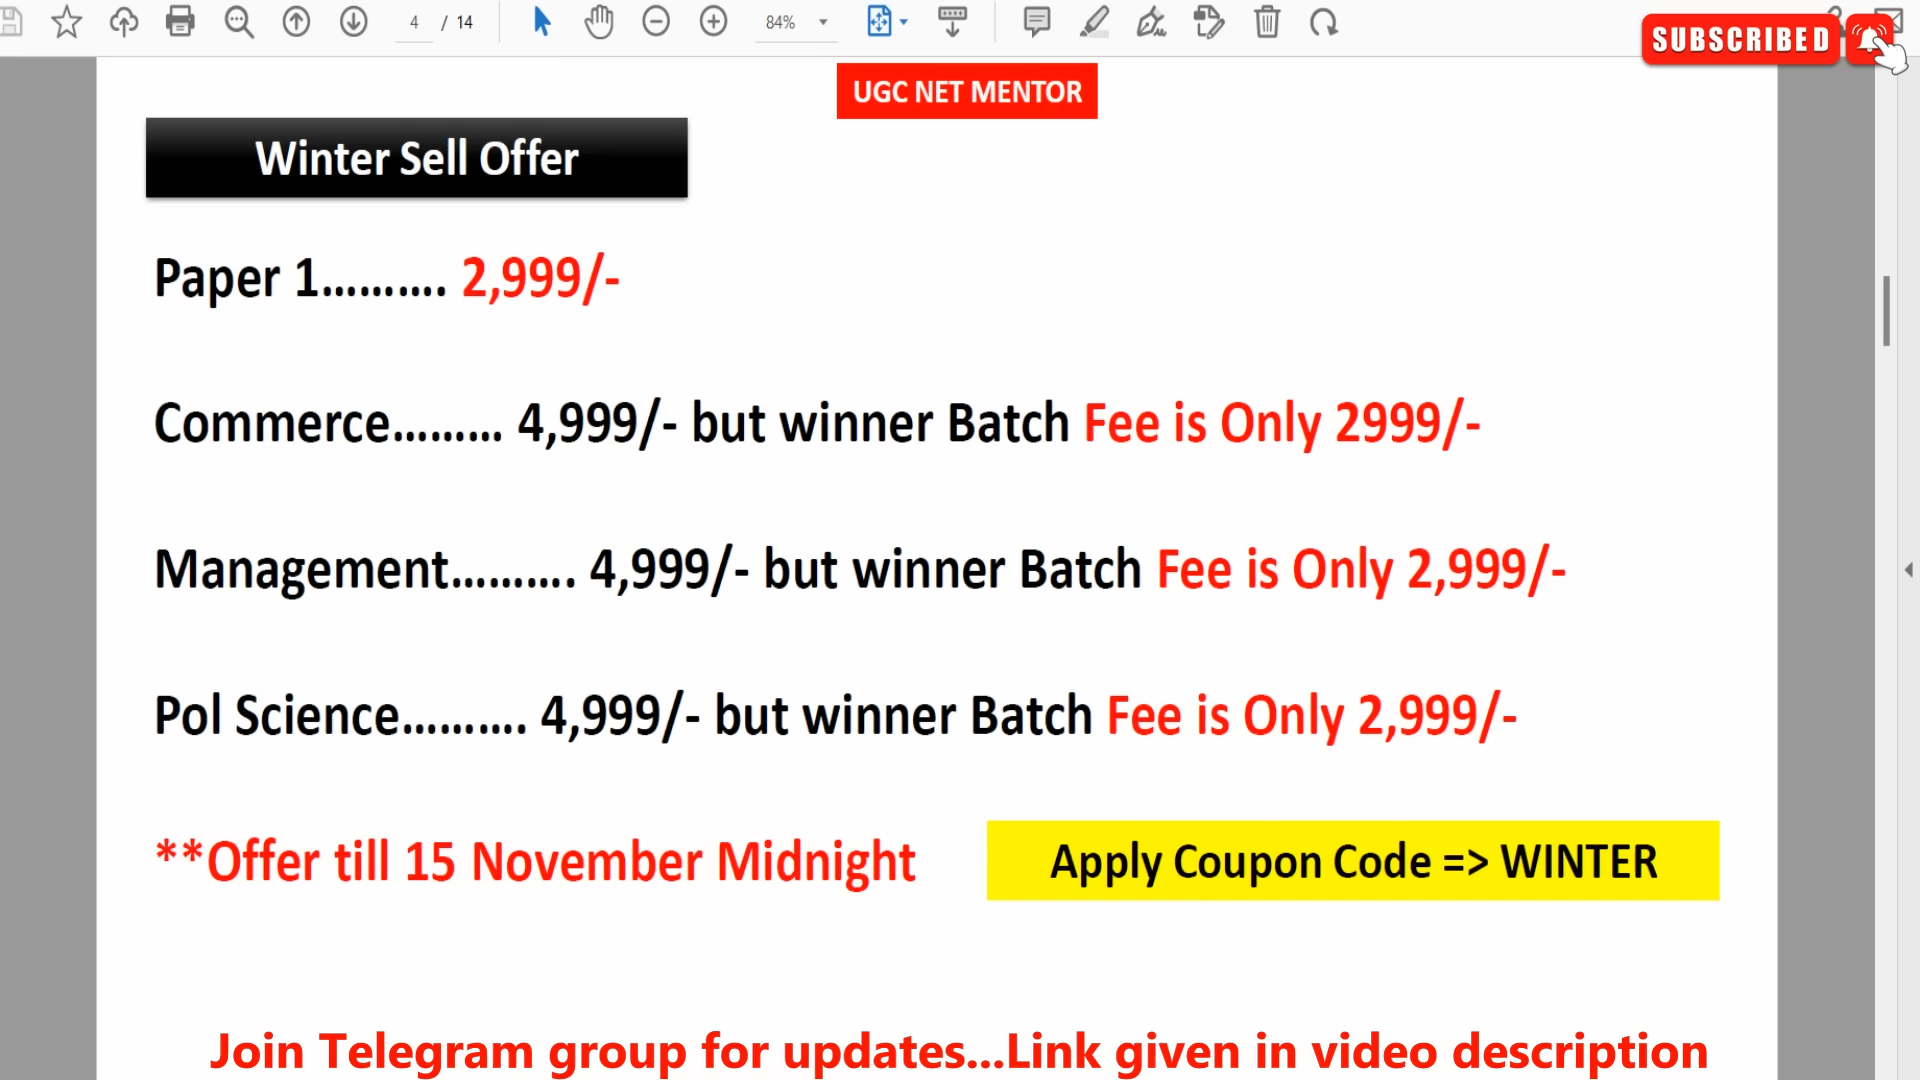 4 / 14
84%
SUBSCRIBED
UGC NET MENTOR
Winter Sell Offer
Paper 1.......... 2,999/-
Commerce......... 4,999/- but winner Batch Fee is Only 2999/-
Management.......... 4,999/- but winner Batch Fee is Only 2,999/-
Pol Science.......... 4,999/- but winner Batch Fee is Only 2,999/-
**Offer till 15 November Midnight
Apply Coupon Code => WINTER
Join Telegram group for updates...Link given in video description